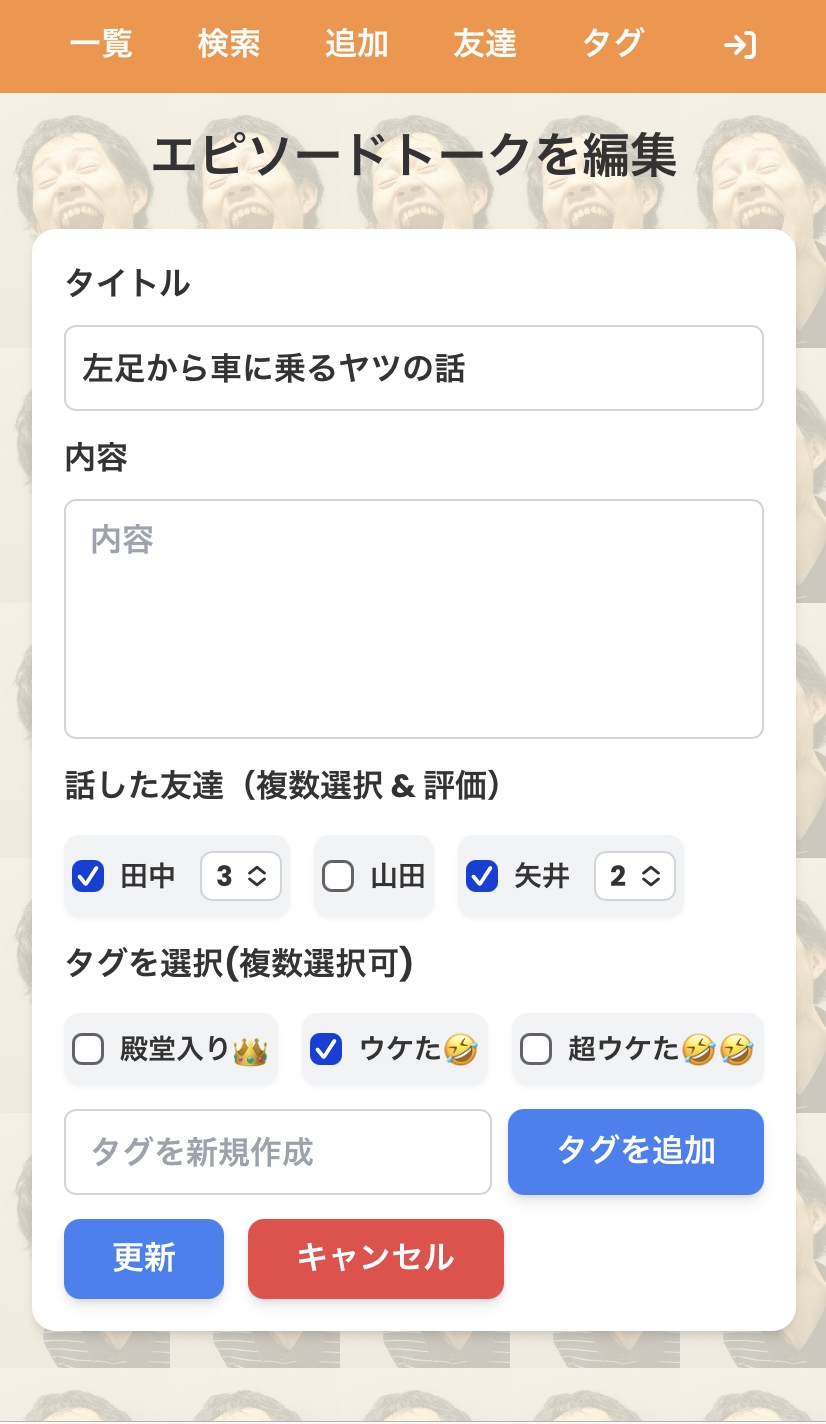 一覧 検索 追加 友達 タグ
エピソードトークを編集
タイトル
左足から車に乗るヤツの話
内容
内容
話した友達（複数選択 & 評価）
田中 3 山田 矢井 2
タグを選択(複数選択可)
殿堂入り👑 ウケた🤣 超ウケた🤣🤣
タグを新規作成 タグを追加
更新 キャンセル